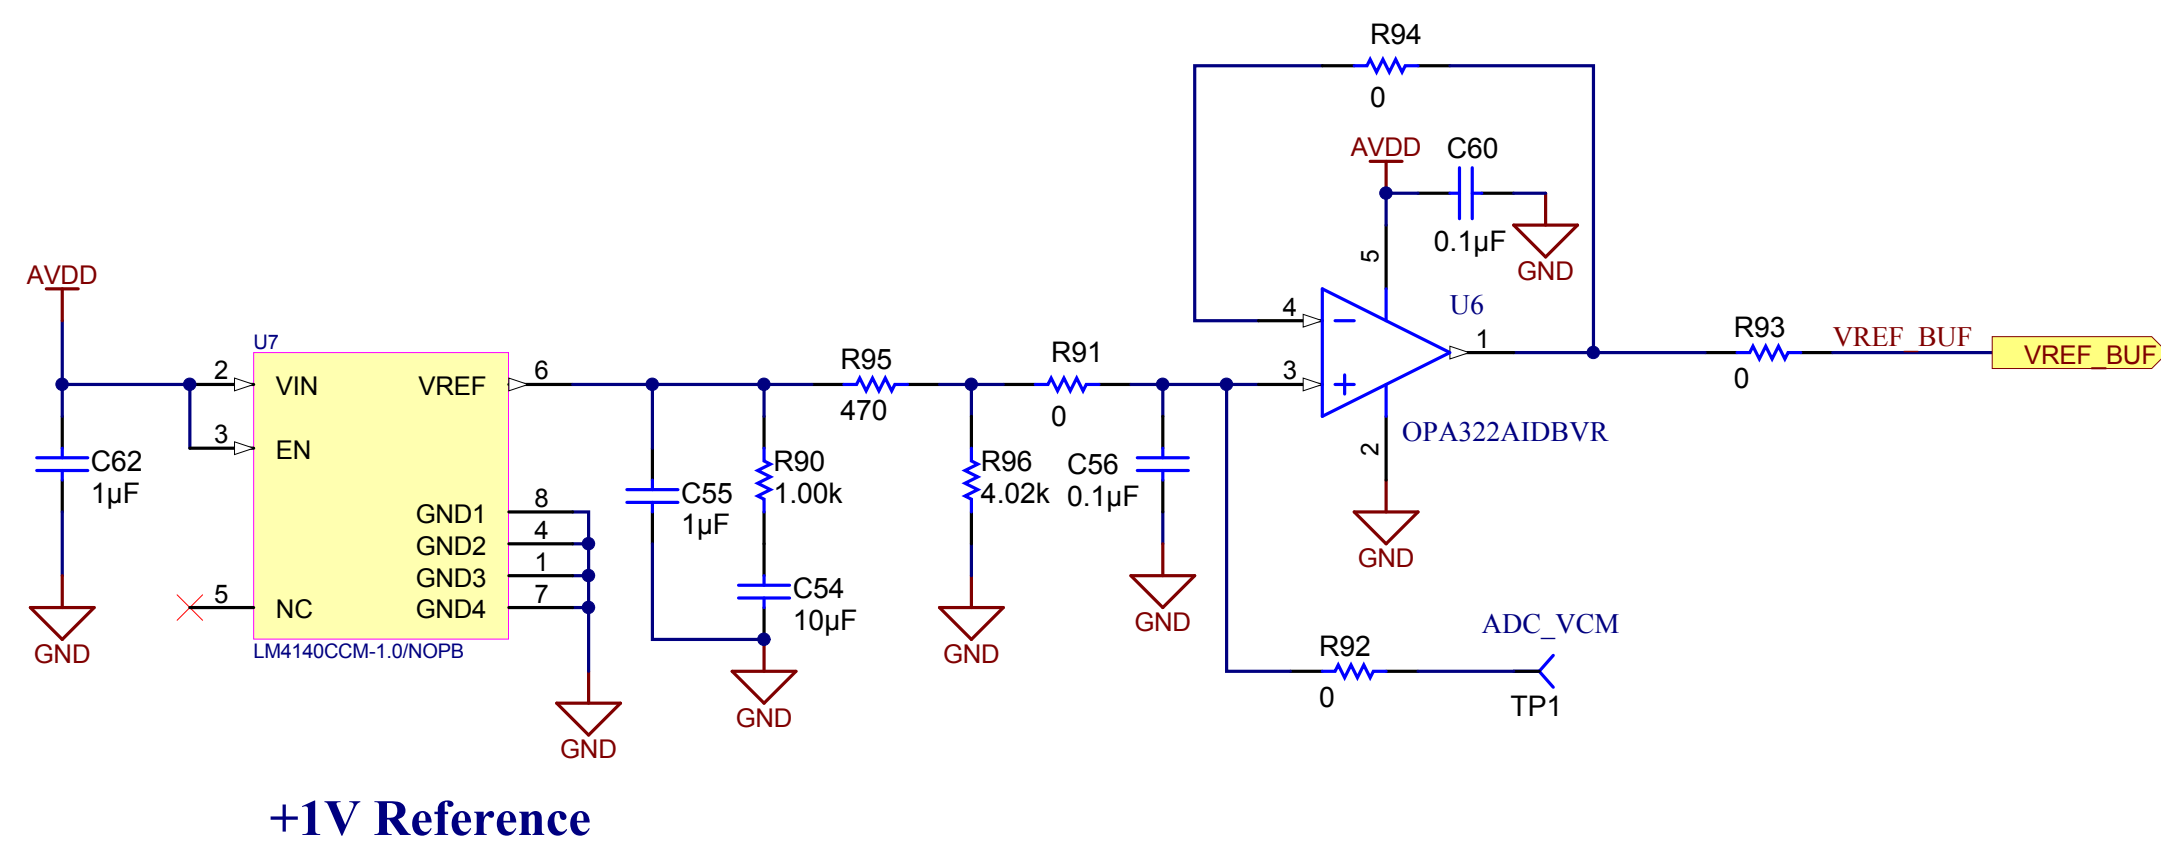 R94
0
AVDD
C60
0.1µF
GND
5
4
U6
1
3
2
OPA322AIDBVR
GND
R93
0
VREF_BUF
VREF_BUF
AVDD
C62
1µF
GND
U7
2
VIN
VREF
6
3
EN
GND1
8
GND2
4
GND3
1
GND4
7
5
NC
LM4140CCM-1.0/NOPB
GND
C55
1µF
R90
1.00k
C54
10µF
GND
R95
470
R96
4.02k
GND
R91
0
C56
0.1µF
GND
R92
0
ADC_VCM
TP1
+1V Reference